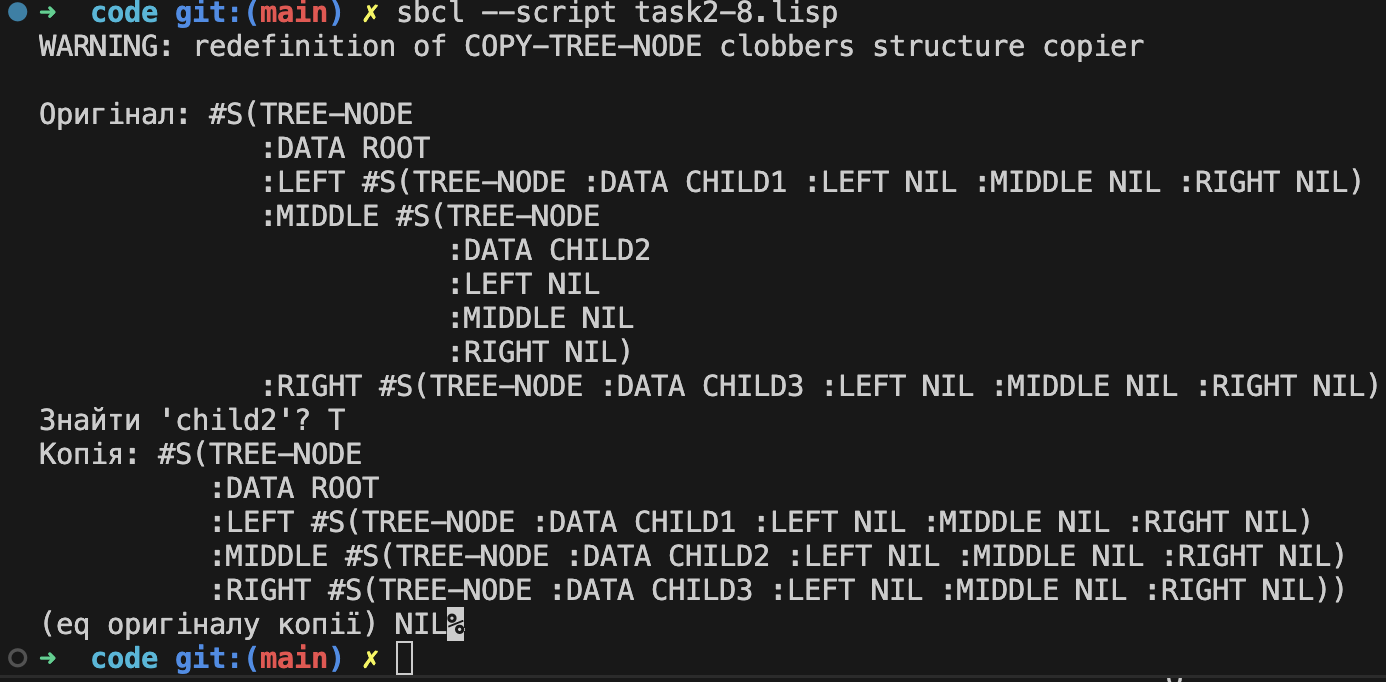 ➜ code git:(main) ✗ sbcl --script task2-8.lisp
WARNING: redefinition of COPY-TREE-NODE clobbers structure copier
Оригінал: #S(TREE-NODE
:DATA ROOT
:LEFT #S(TREE-NODE :DATA CHILD1 :LEFT NIL :MIDDLE NIL :RIGHT NIL)
:MIDDLE #S(TREE-NODE
:DATA CHILD2
:LEFT NIL
:MIDDLE NIL
:RIGHT NIL)
:RIGHT #S(TREE-NODE :DATA CHILD3 :LEFT NIL :MIDDLE NIL :RIGHT NIL)
Знайти 'child2'? T
Копія: #S(TREE-NODE
:DATA ROOT
:LEFT #S(TREE-NODE :DATA CHILD1 :LEFT NIL :MIDDLE NIL :RIGHT NIL)
:MIDDLE #S(TREE-NODE :DATA CHILD2 :LEFT NIL :MIDDLE NIL :RIGHT NIL)
:RIGHT #S(TREE-NODE :DATA CHILD3 :LEFT NIL :MIDDLE NIL :RIGHT NIL))
(eq оригіналу копії) NIL%
➜ code git:(main) ✗